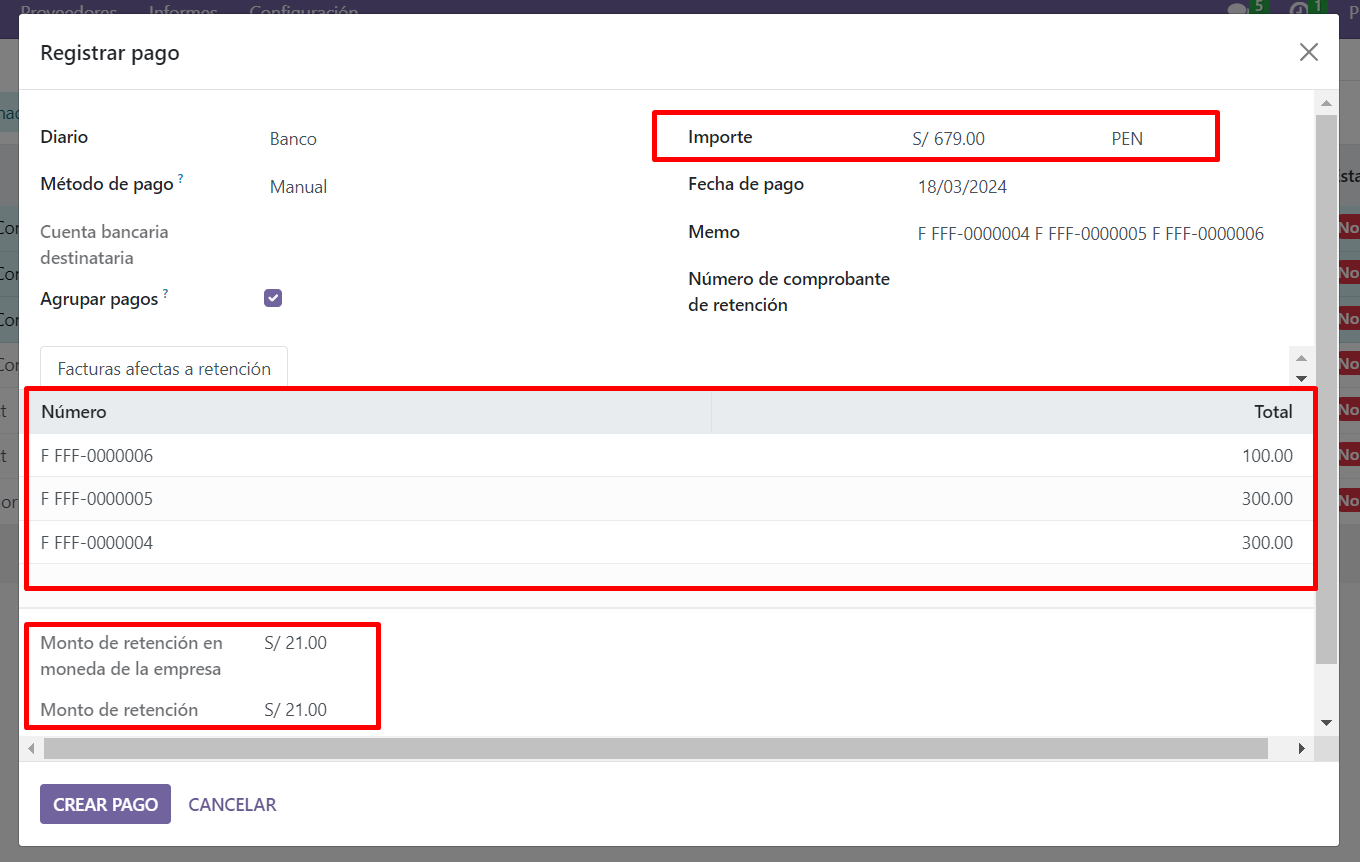 Proveedores Informes Configuración 5 1
Registrar pago
Diario Banco
Importe S/ 679.00 PEN
Método de pago ? Manual
Fecha de pago 18/03/2024
Cuenta bancaria
destinataria
Memo F FFF-0000004 F FFF-0000005 F FFF-0000006
Agrupar pagos ?
Número de comprobante
de retención
Facturas afectas a retención
Número Total
F FFF-0000006 100.00
F FFF-0000005 300.00
F FFF-0000004 300.00
Monto de retención en
moneda de la empresa
S/ 21.00
Monto de retención S/ 21.00
CREAR PAGO CANCELAR